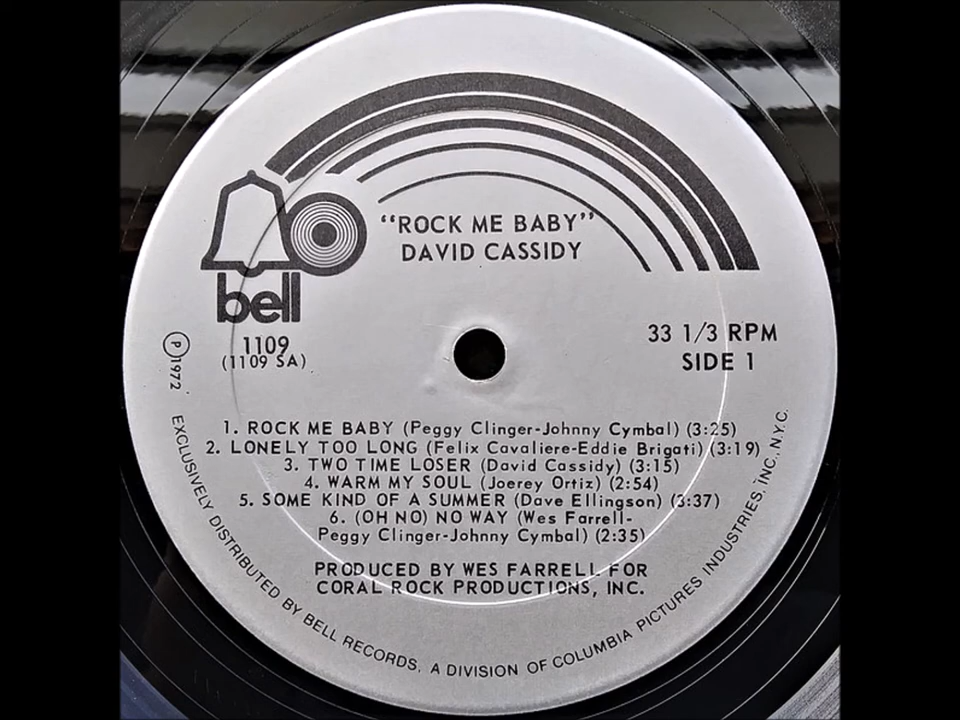 "ROCK ME BABY"
DAVID CASSIDY
bell
1109
(1109 SA)
33 1/3 RPM
SIDE 1
℗1972
1. ROCK ME BABY (Peggy Clinger-Johnny Cymbal) (3:25)
2. LONELY TOO LONG (Felix Cavaliere-Eddie Brigati) (3:19)
3. TWO TIME LOSER (David Cassidy) (3:15)
4. WARM MY SOUL (Joerey Ortiz) (2:54)
5. SOME KIND OF A SUMMER (Dave Ellingson) (3:37)
6. (OH NO) NO WAY (Wes Farrell-
Peggy Clinger-Johnny Cymbal) (2:35)
PRODUCED BY WES FARRELL FOR
CORAL ROCK PRODUCTIONS, INC.
EXCLUSIVELY DISTRIBUTED BY BELL RECORDS, A DIVISION OF COLUMBIA PICTURES INDUSTRIES, INC., N.Y.C.